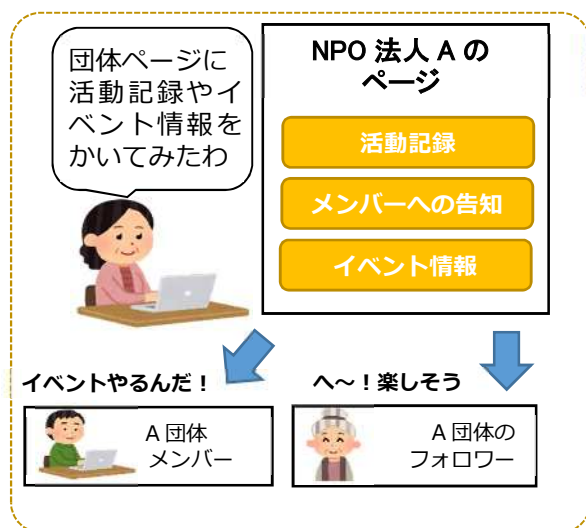 団体ページに
活動記録やイ
ベント情報を
かいてみたわ
NPO 法人 A の
ページ
活動記録
メンバーへの告知
イベント情報
イベントやるんだ！
へ～！楽しそう
A 団体
メンバー
A 団体の
フォロワー